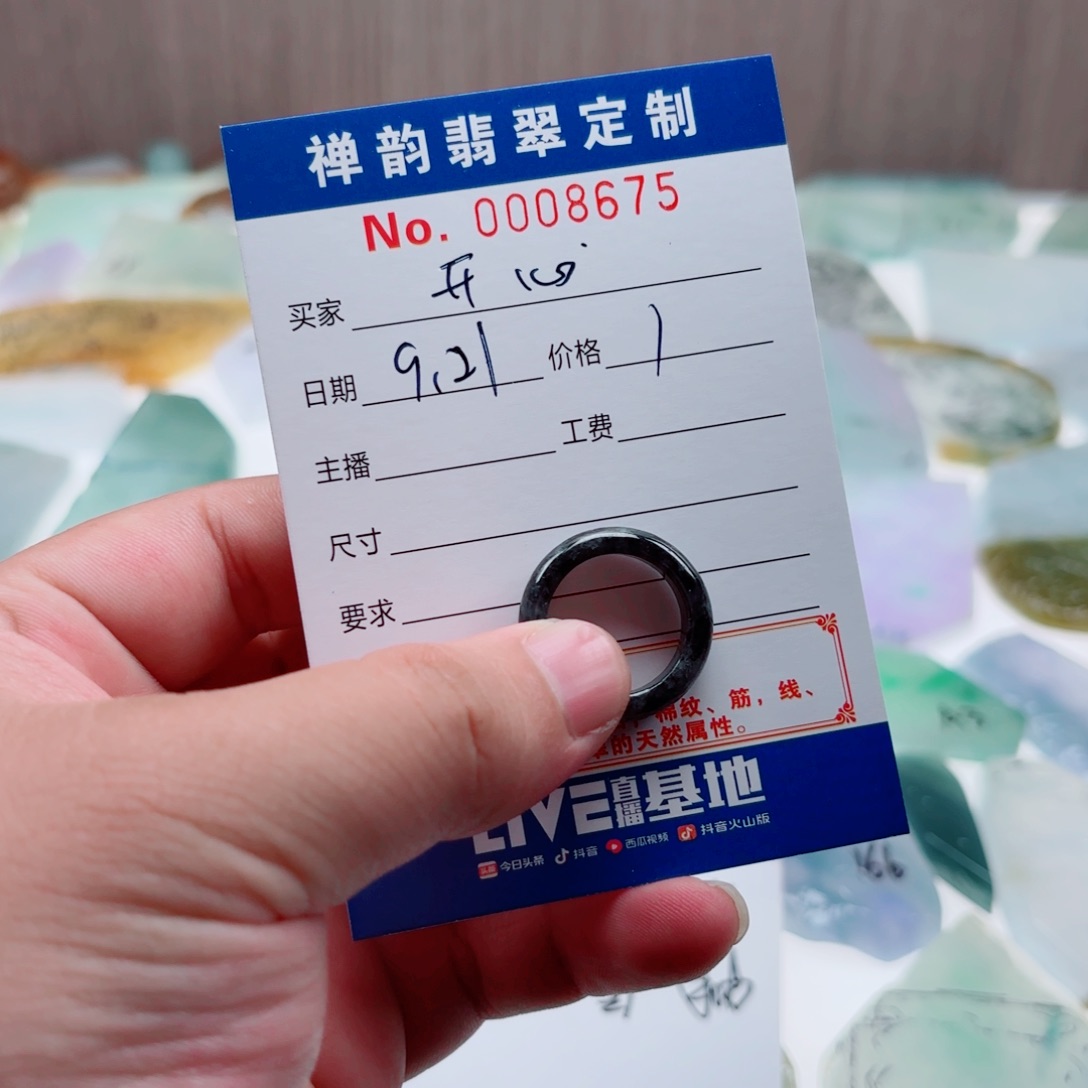 禅韵翡翠定制
No. 0008675
买家 开心
日期 9.21 价格 1
主播 工费
尺寸
要求
棉纹、筋，线、
的天然属性。
LIVE直播基地
今日头条 抖音 西瓜视频 抖音火山版
166